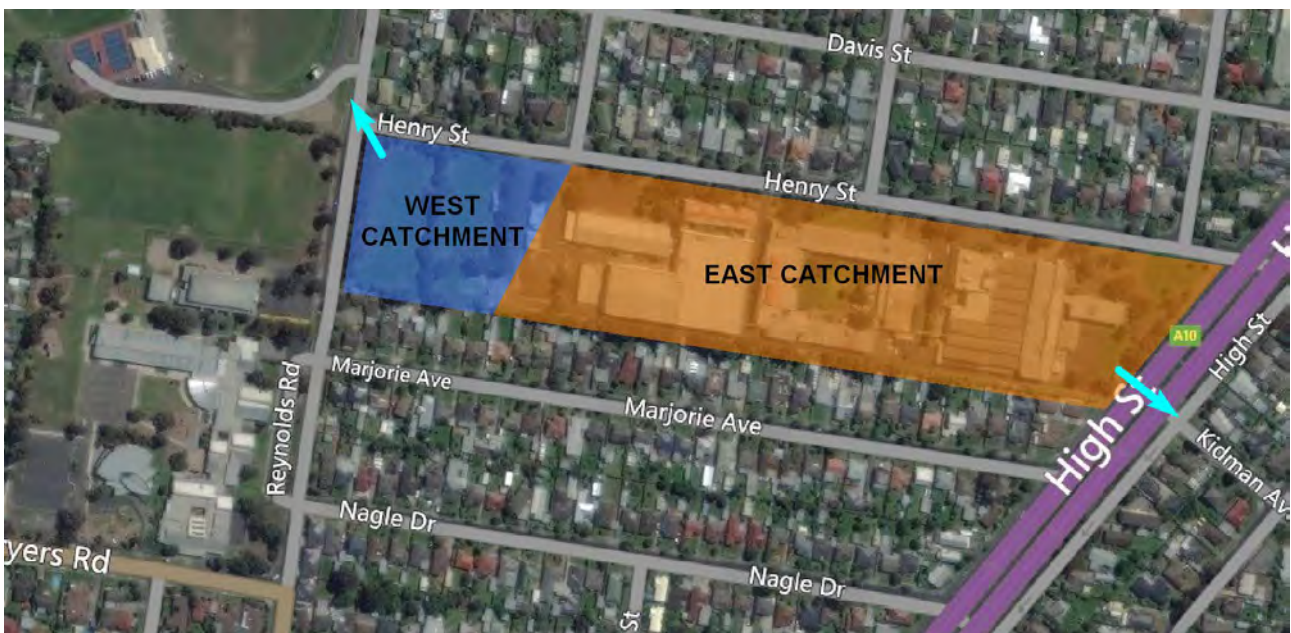 Davis St
Henry St
Henry St
WEST
CATCHMENT
EAST CATCHMENT
A10
High St
Marjorie Ave
Marjorie Ave
High St
Reynolds Rd
Kidman Av
Nagle Dr
Nagle Dr
yers Rd
St